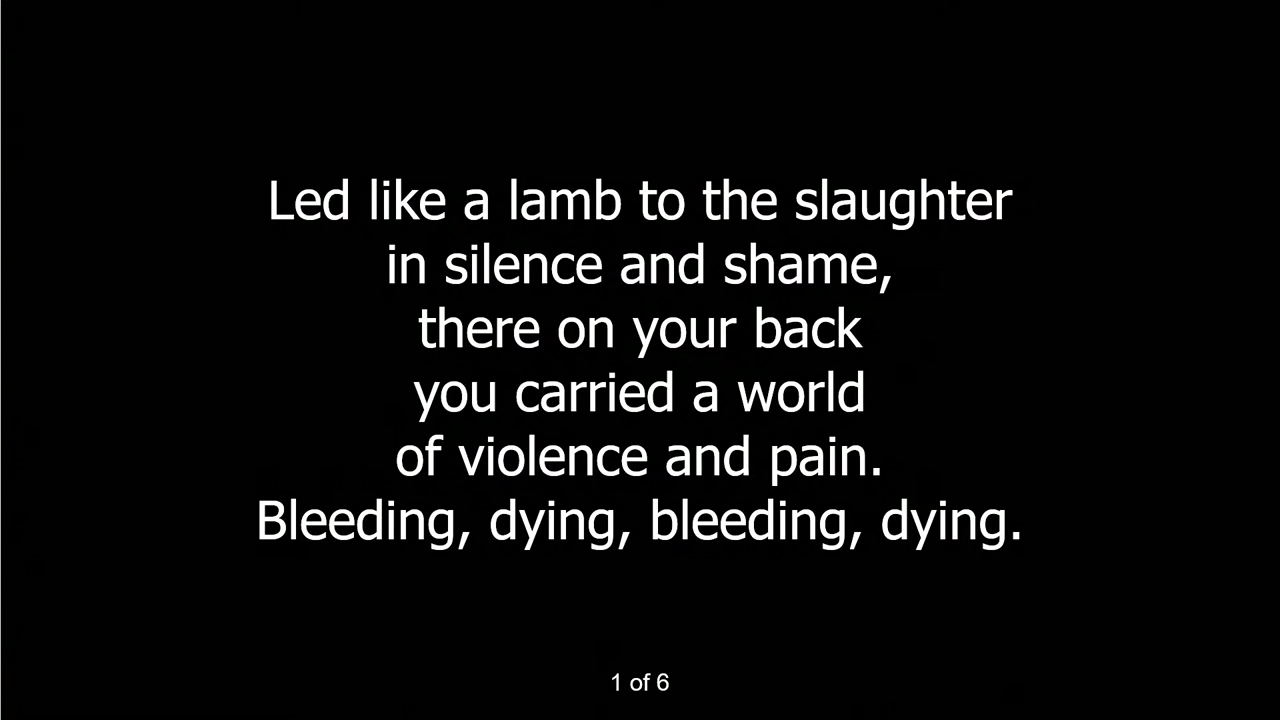 Led like a lamb to the slaughter
in silence and shame,
there on your back
you carried a world
of violence and pain.
Bleeding, dying, bleeding, dying.
1 of 6